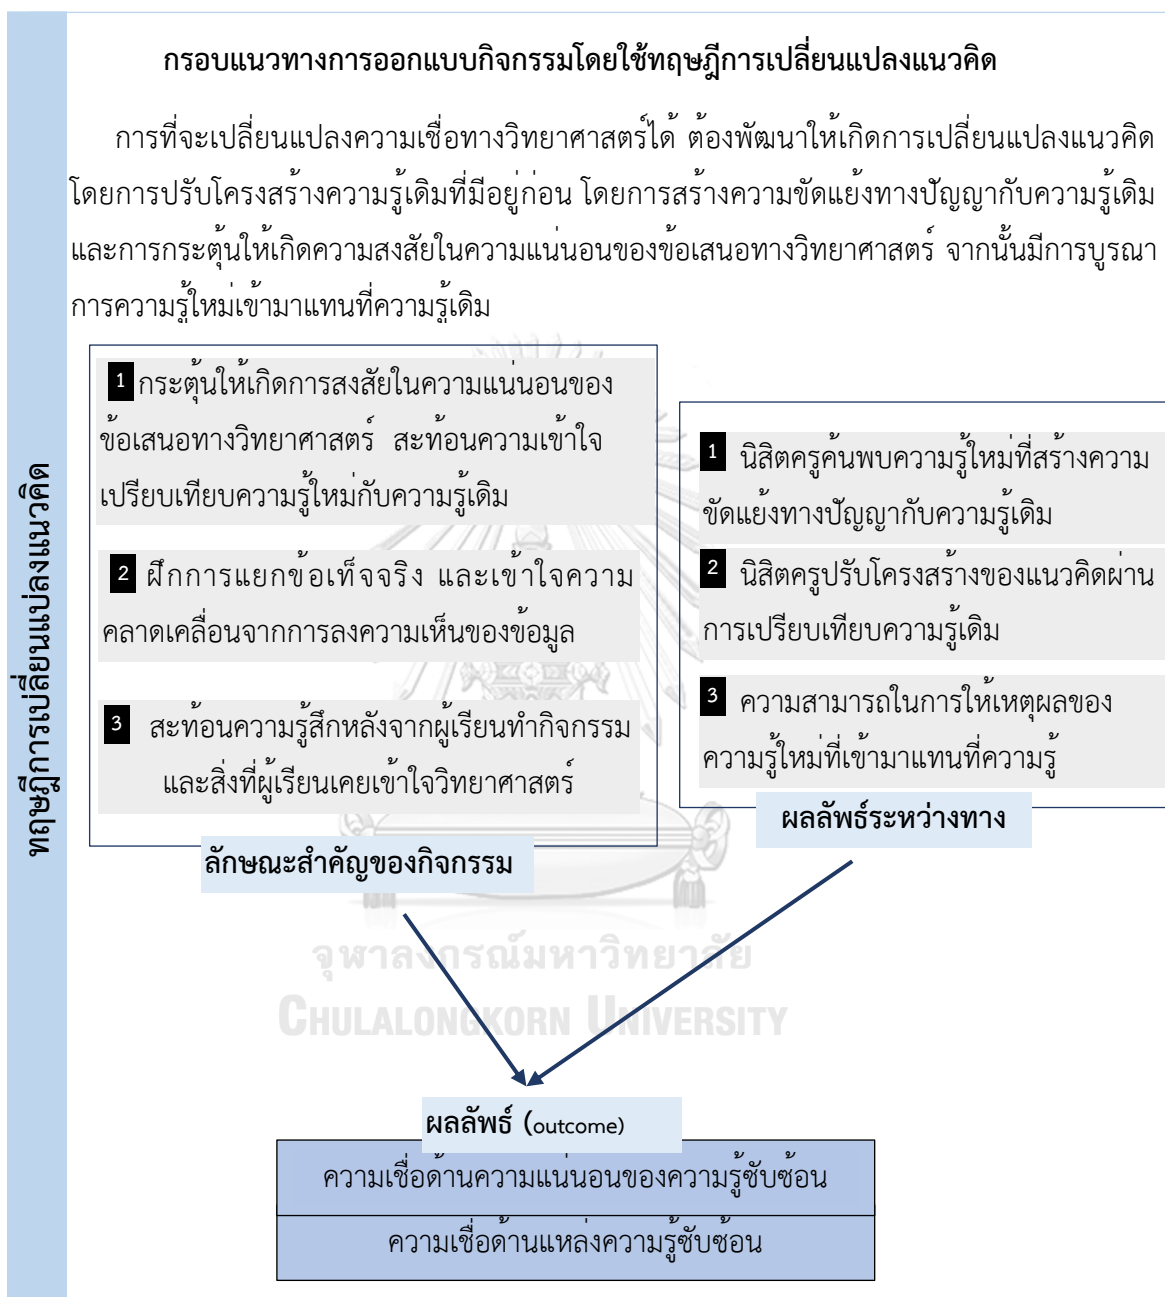 กรอบแนวทางการออกแบบกิจกรรมโดยใช้ทฤษฎีการเปลี่ยนแปลงแนวคิด
การที่จะเปลี่ยนแปลงความเชื่อทางวิทยาศาสตร์ได้ ต้องพัฒนาให้เกิดการเปลี่ยนแปลงแนวคิด
โดยการปรับโครงสร้างความรู้เดิมที่มีอยู่ก่อน โดยการสร้างความขัดแย้งทางปัญญากับความรู้เดิม
และการกระตุ้นให้เกิดความสงสัยในความแน่นอนของข้อเสนอทางวิทยาศาสตร์ จากนั้นมีการบูรณา
การความรู้ใหม่เข้ามาแทนที่ความรู้เดิม
ทฤษฎีการเปลี่ยนแปลงแนวคิด
1 กระตุ้นให้เกิดการสงสัยในความแน่นอนของ
ข้อเสนอทางวิทยาศาสตร์ สะท้อนความเข้าใจ
เปรียบเทียบความรู้ใหม่กับความรู้เดิม
2 ฝึกการแยกข้อเท็จจริง และเข้าใจความ
คลาดเคลื่อนจากการลงความเห็นของข้อมูล
3 สะท้อนความรู้สึกหลังจากผู้เรียนทำกิจกรรม
และสิ่งที่ผู้เรียนเคยเข้าใจวิทยาศาสตร์
ลักษณะสำคัญของกิจกรรม
1 นิสิตครูค้นพบความรู้ใหม่ที่สร้างความ
ขัดแย้งทางปัญญากับความรู้เดิม
2 นิสิตครูปรับโครงสร้างของแนวคิดผ่าน
การเปรียบเทียบความรู้เดิม
3 ความสามารถในการให้เหตุผลของ
ความรู้ใหม่ที่เข้ามาแทนที่ความรู้
ผลลัพธ์ระหว่างทาง
จุฬาลงกรณ์มหาวิทยาลัย
CHULALONGKORN UNIVERSITY
ผลลัพธ์ (outcome)
ความเชื่อด้านความแน่นอนของความรู้ซับซ้อน
ความเชื่อด้านแหล่งความรู้ซับซ้อน